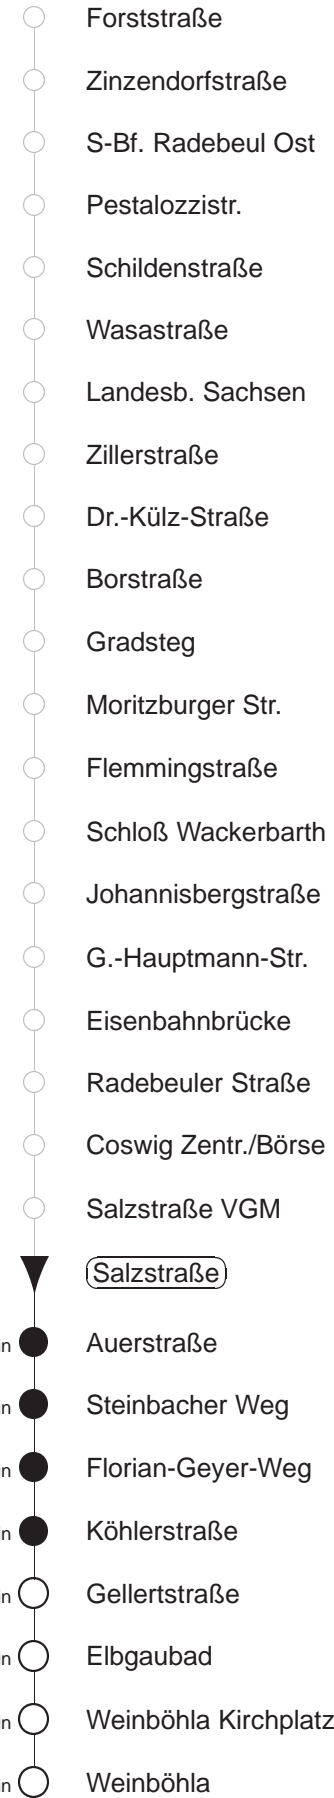 Forststraße
Zinzendorfstraße
S-Bf. Radebeul Ost
Pestalozzistr.
Schildenstraße
Wasastraße
Landesb. Sachsen
Zillerstraße
Dr.-Külz-Straße
Borstraße
Gradsteg
Moritzburger Str.
Flemmingstraße
Schloß Wackerbarth
Johannisbergstraße
G.-Hauptmann-Str.
Eisenbahnbrücke
Radebeuler Straße
Coswig Zentr./Börse
Salzstraße VGM
Salzstraße
Auerstraße
Steinbacher Weg
Florian-Geyer-Weg
Köhlerstraße
Gellertstraße
Elbgaubad
Weinböhla Kirchplatz
Weinböhla